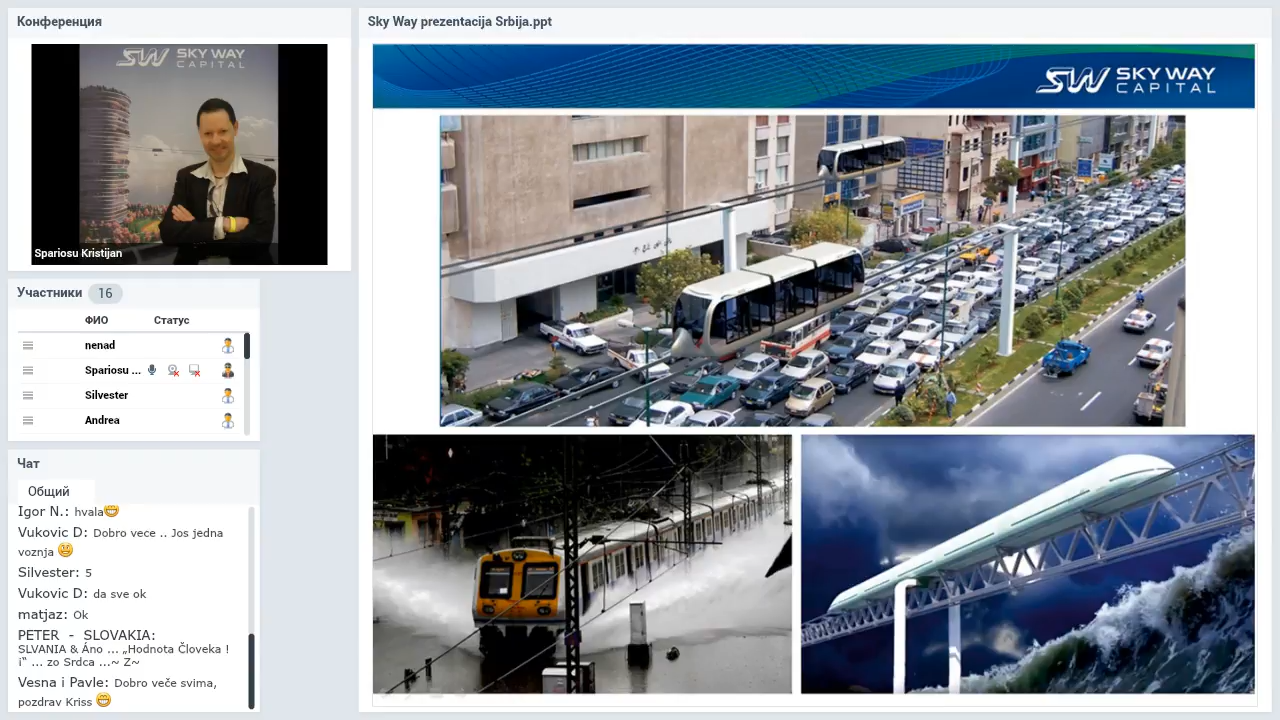 Конференция
SKY WAY
CAPITAL
Spariosu Kristijan
Участники 16
ФИО Статус
nenad
Spariosu ...
Silvester
Andrea
Чат
Общий
Igor N.: hvala
Vukovic D: Dobro vece .. Jos jedna
voznja
Silvester: 5
Vukovic D: da sve ok
matjaz: Ok
PETER - SLOVAKIA:
SLVANIA & Áno ... „Hodnota Človeka !
i“ ... zo Srdca ...~ Z~
Vesna i Pavle: Dobro veče svima,
pozdrav Kriss
Sky Way prezentacija Srbija.ppt
SW SKY WAY
CAPITAL